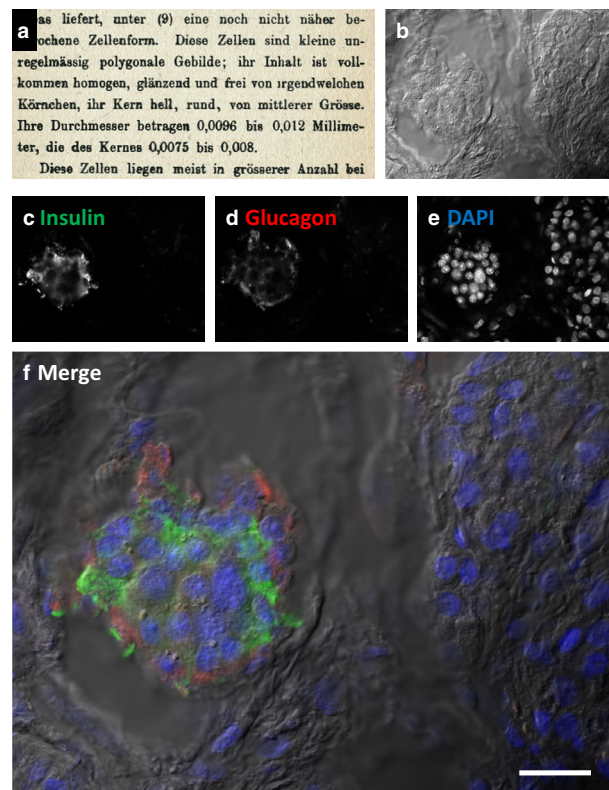 a
as liefert, unter (9) eine noch nicht näher be-
rochene Zellenform. Diese Zellen sind kleine un-
regelmässig polygonale Gebilde; ihr Inhalt ist voll-
kommen homogen, glänzend und frei von irgendwelchen
Körnchen, ihr Kern hell, rund, von mittlerer Grösse.
Ihre Durchmesser betragen 0,0096 bis 0,012 Millime-
ter, die des Kernes 0,0075 bis 0,008.
Diese Zellen liegen meist in grösserer Anzahl bei
b
c Insulin
d Glucagon
e DAPI
f Merge